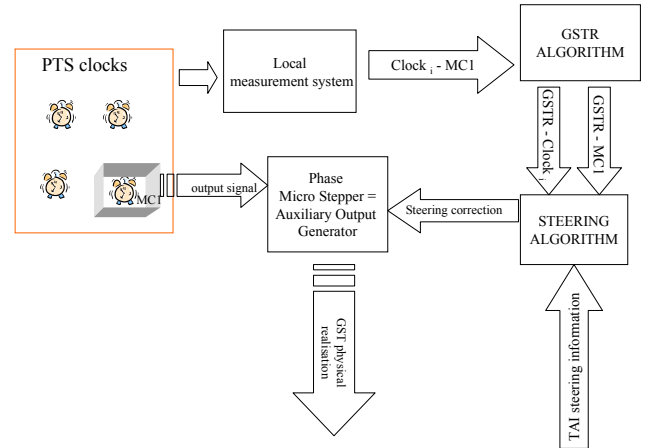 PTS clocks
Local
measurement system
Clock i - MC1
GSTR
ALGORITHM
GSTR - Clock i
GSTR - MC1
MC1
output signal
Phase
Micro Stepper =
Auxiliary Output
Generator
Steering correction
STEERING
ALGORITHM
GST physical
realisation
TAI steering information